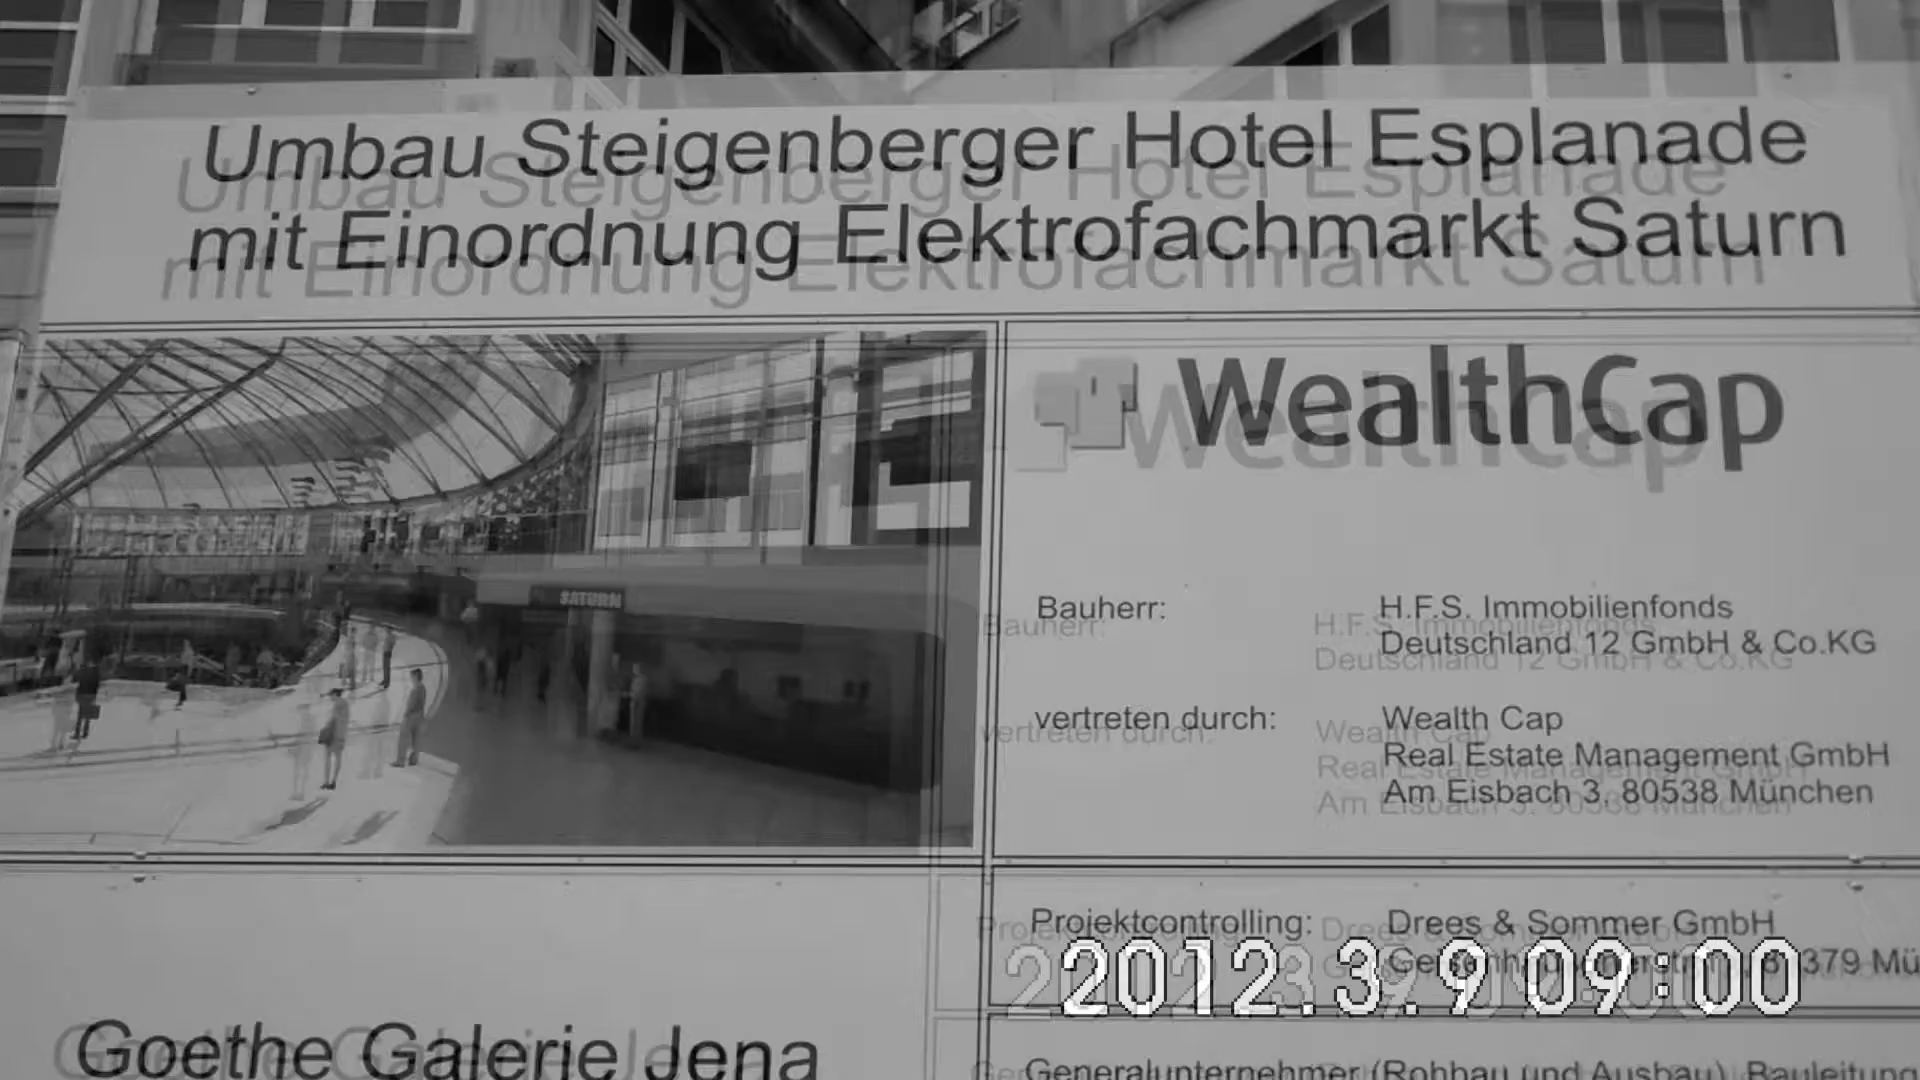 Umbau Steigenberger Hotel Esplanade
mit Einordnung Elektrofachmarkt Saturn
WealthCap
SATURN
Bauherr: H.F.S. Immobilienfonds
Deutschland 12 GmbH & Co.KG
vertreten durch: Wealth Cap
Real Estate Management GmbH
Am Eisbach 3, 80538 München
Projektcontrolling: Drees & Sommer GmbH
379 Mü
2012.3.9 09:00
Goethe Galerie Jena
Generalunternehmer (Rohbau und Ausbau), Bauleitung